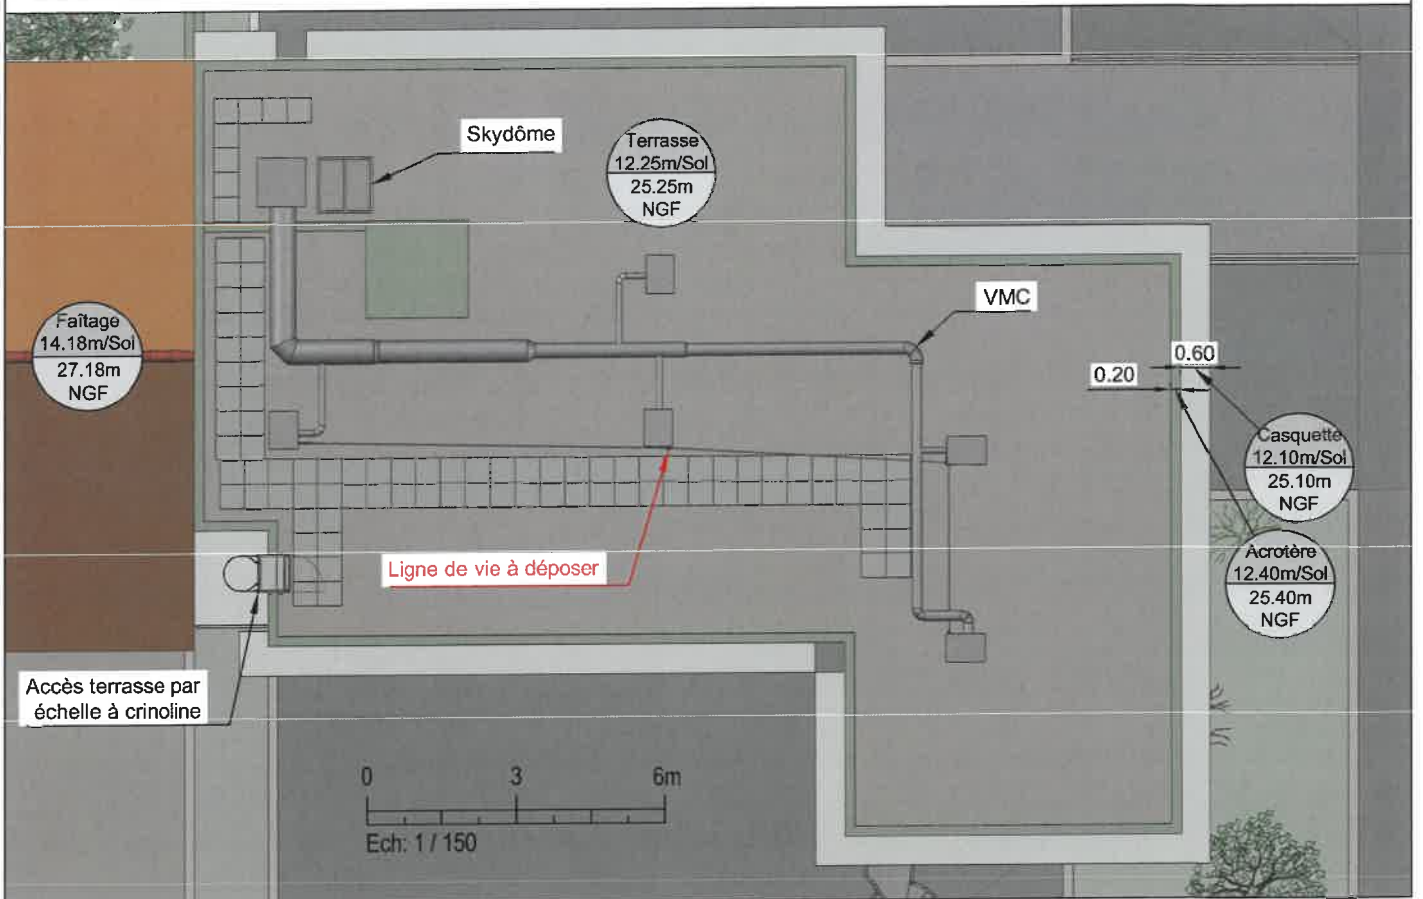 Skydôme
Terrasse
12.25m/Sol
25.25m
NGF
VMC
Faîtage
14.18m/Sol
27.18m
NGF
0.60
0.20
Casquette
12.10m/Sol
25.10m
NGF
Ligne de vie à déposer
Acrotère
12.40m/Sol
25.40m
NGF
Accès terrasse par
échelle à crinoline
0 3 6m
Ech: 1 / 150